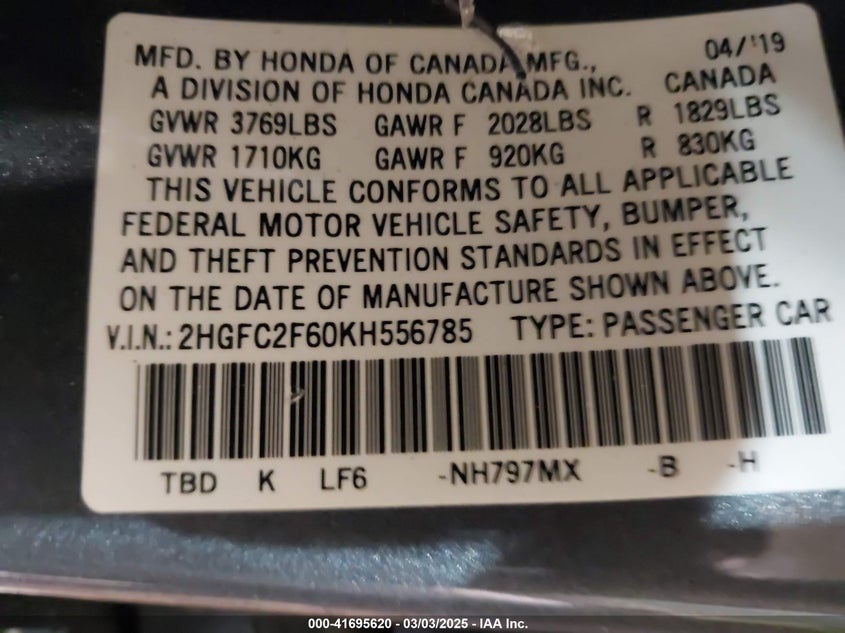 MFD. BY HONDA OF CANADA MFG., 04/'19
A DIVISION OF HONDA CANADA INC. CANADA
GVWR 3769LBS GAWR F 2028LBS R 1829LBS
GVWR 1710KG GAWR F 920KG R 830KG
THIS VEHICLE CONFORMS TO ALL APPLICABLE
FEDERAL MOTOR VEHICLE SAFETY, BUMPER,
AND THEFT PREVENTION STANDARDS IN EFFECT
ON THE DATE OF MANUFACTURE SHOWN ABOVE.
V.I.N.: 2HGFC2F60KH556785 TYPE: PASSENGER CAR
TBD K LF6 -NH797MX -B -H
000-41695620 - 03/03/2025 - IAA Inc.